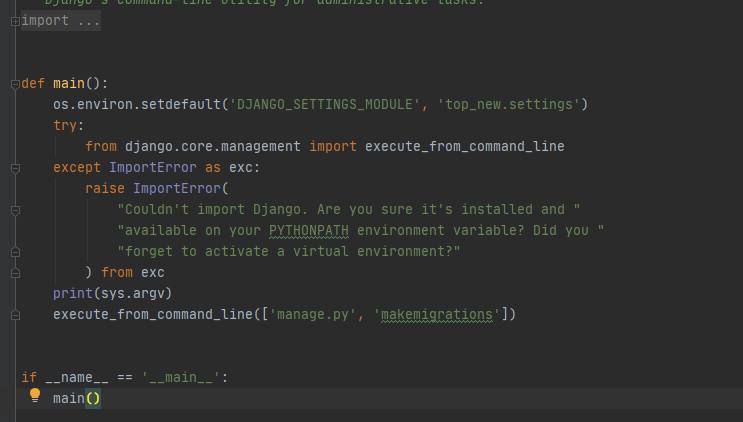 Django's command-line utility for administrative tasks.
import ...
def main():
    os.environ.setdefault('DJANGO_SETTINGS_MODULE', 'top_new.settings')
    try:
        from django.core.management import execute_from_command_line
    except ImportError as exc:
        raise ImportError(
            "Couldn't import Django. Are you sure it's installed and "
            "available on your PYTHONPATH environment variable? Did you "
            "forget to activate a virtual environment?"
        ) from exc
    print(sys.argv)
    execute_from_command_line(['manage.py', 'makemigrations'])
if __name__ == '__main__':
    main()